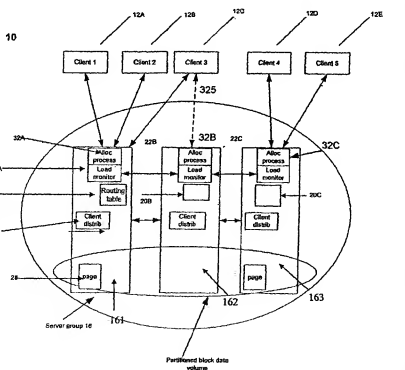 12A
12B
12C
12D
12E
10
Client 1
Client 2
Client 3
Client 4
Client 5
325
32A
22B
32B
22C
32C
Alloc process
Load monitor
Alloc process
Load monitor
Alloc process
Load monitor
Routing table
20B
20C
Client distrib
Client distrib
Client distrib
28
page
page
161
162
163
Server group 16
Partitioned block data volume